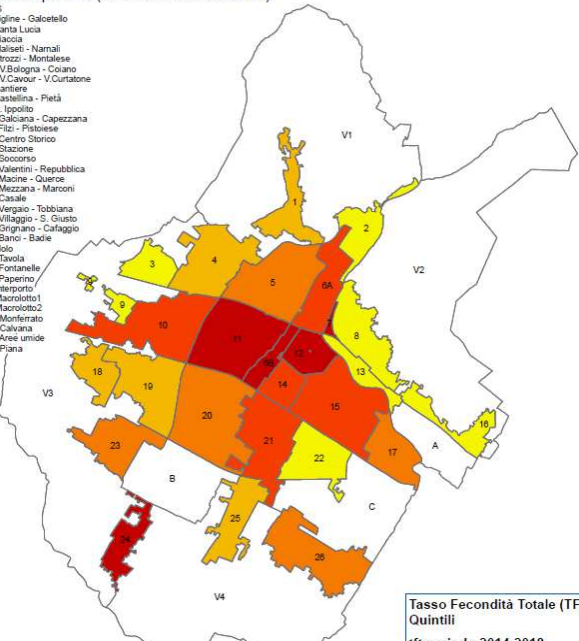 igline - Galcetello
anta Lucia
iaccia
aliseti - Narnali
trozzi - Montalese
V.Bologna - Coiano
V.Cavour - V.Curtatone
antiere
astellina - Pietà
. Ippolito
Galciana - Capezzana
Filzi - Pistoiese
Centro Storico
Stazione
Soccorso
Valentini - Repubblica
Macine - Querce
Mezzana - Marconi
Casale
Vergaio - Tobbiana
Villaggio - S. Giusto
Grignano - Cafaggio
Banci - Badie
olo
Tavola
Fontanelle
Paperino
nterporto
Macrolotto1
Macrolotto2
Monferrato
Calvana
Aree umide
Piana
V1
1
2
V2
3
4
5
6A
9
9
7
8
10
11
12
6B
13
14
18
19
15
V3
20
16
21
17
A
23
22
B
C
25
24
26
V4
Tasso Fecondità Totale (TF
Quintili